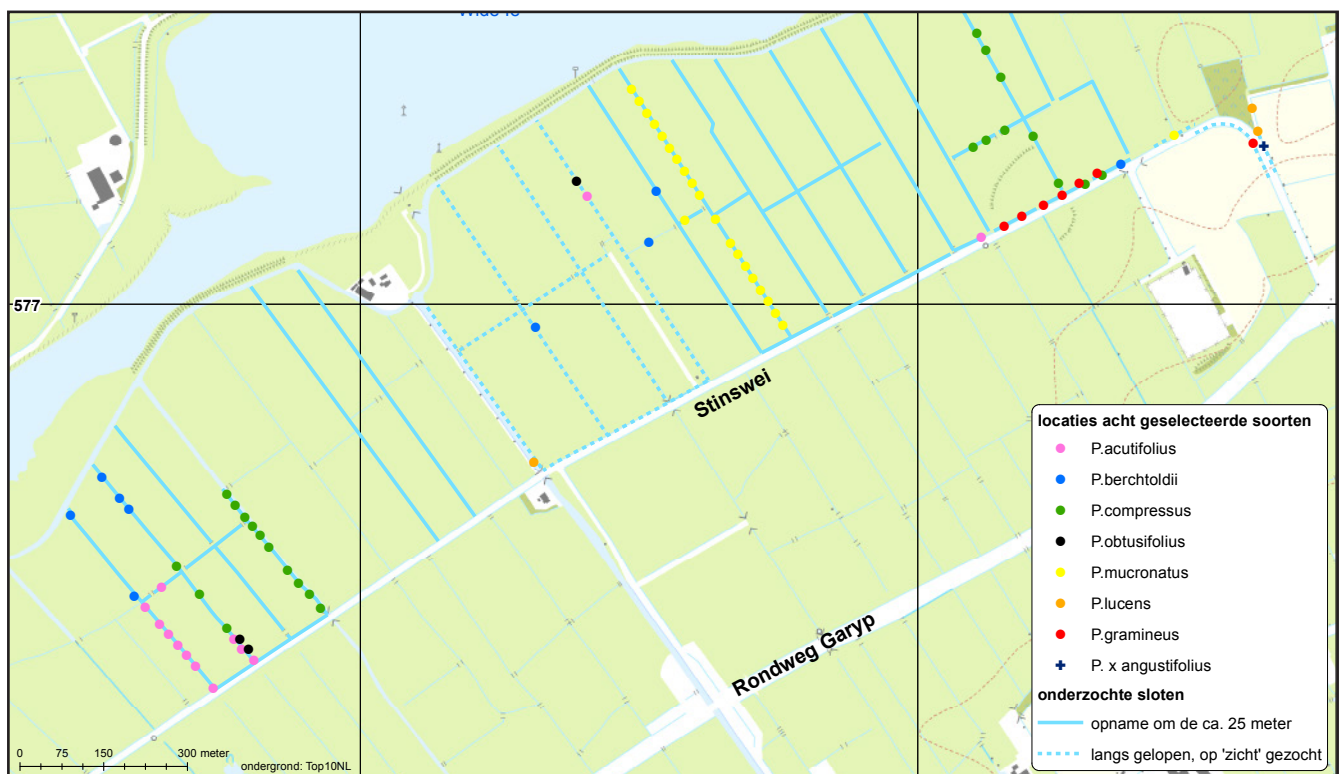 577
Stinswei
Rondweg Garyp
locaties acht geselecteerde soorten
P.acutifolius
P.berchtoldii
P.compressus
P.obtusifolius
P.mucronatus
P.lucens
P.gramineus
P. x angustifolius
onderzochte sloten
opname om de ca. 25 meter
langs gelopen, op 'zicht' gezocht
0 75 150 300 meter
ondergrond: Top10NL